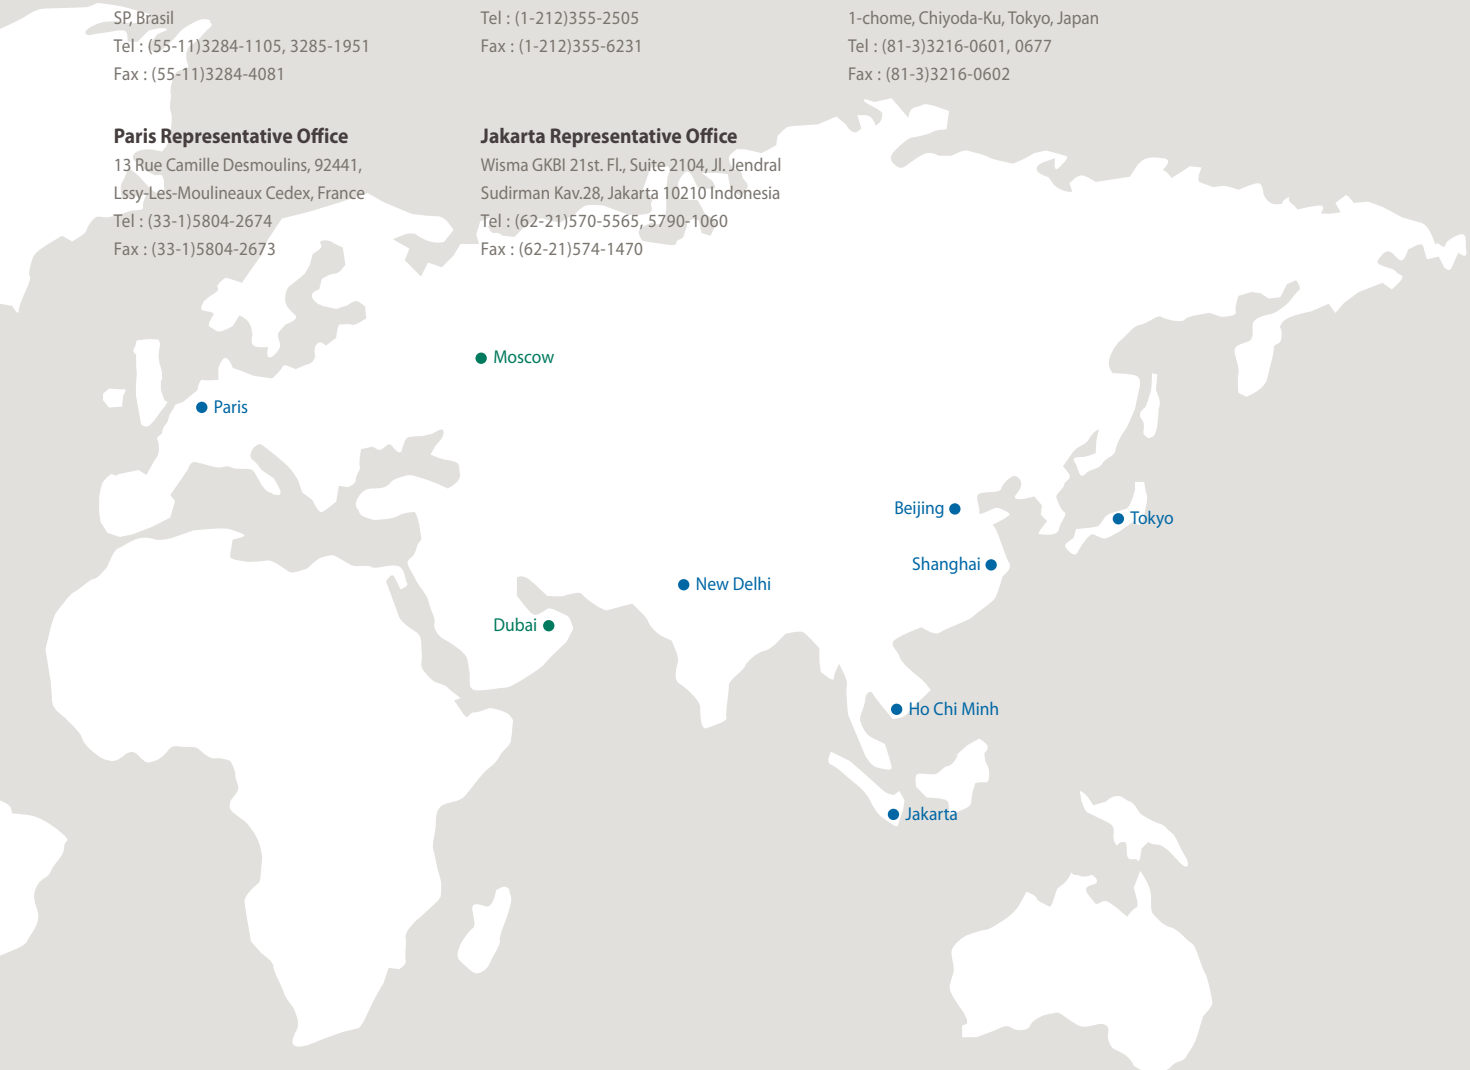 SP, Brasil
Tel : (55-11)3284-1105, 3285-1951
Fax : (55-11)3284-4081
Tel : (1-212)355-2505
Fax : (1-212)355-6231
1-chome, Chiyoda-Ku, Tokyo, Japan
Tel : (81-3)3216-0601, 0677
Fax : (81-3)3216-0602
Paris Representative Office
13 Rue Camille Desmoulins, 92441,
Lssy-Les-Moulineaux Cedex, France
Tel : (33-1)5804-2674
Fax : (33-1)5804-2673
Jakarta Representative Office
Wisma GKBI 21st. Fl., Suite 2104, Jl. Jendral
Sudirman Kav.28, Jakarta 10210 Indonesia
Tel : (62-21)570-5565, 5790-1060
Fax : (62-21)574-1470
Moscow
Paris
Beijing
Tokyo
Shanghai
New Delhi
Dubai
Ho Chi Minh
Jakarta